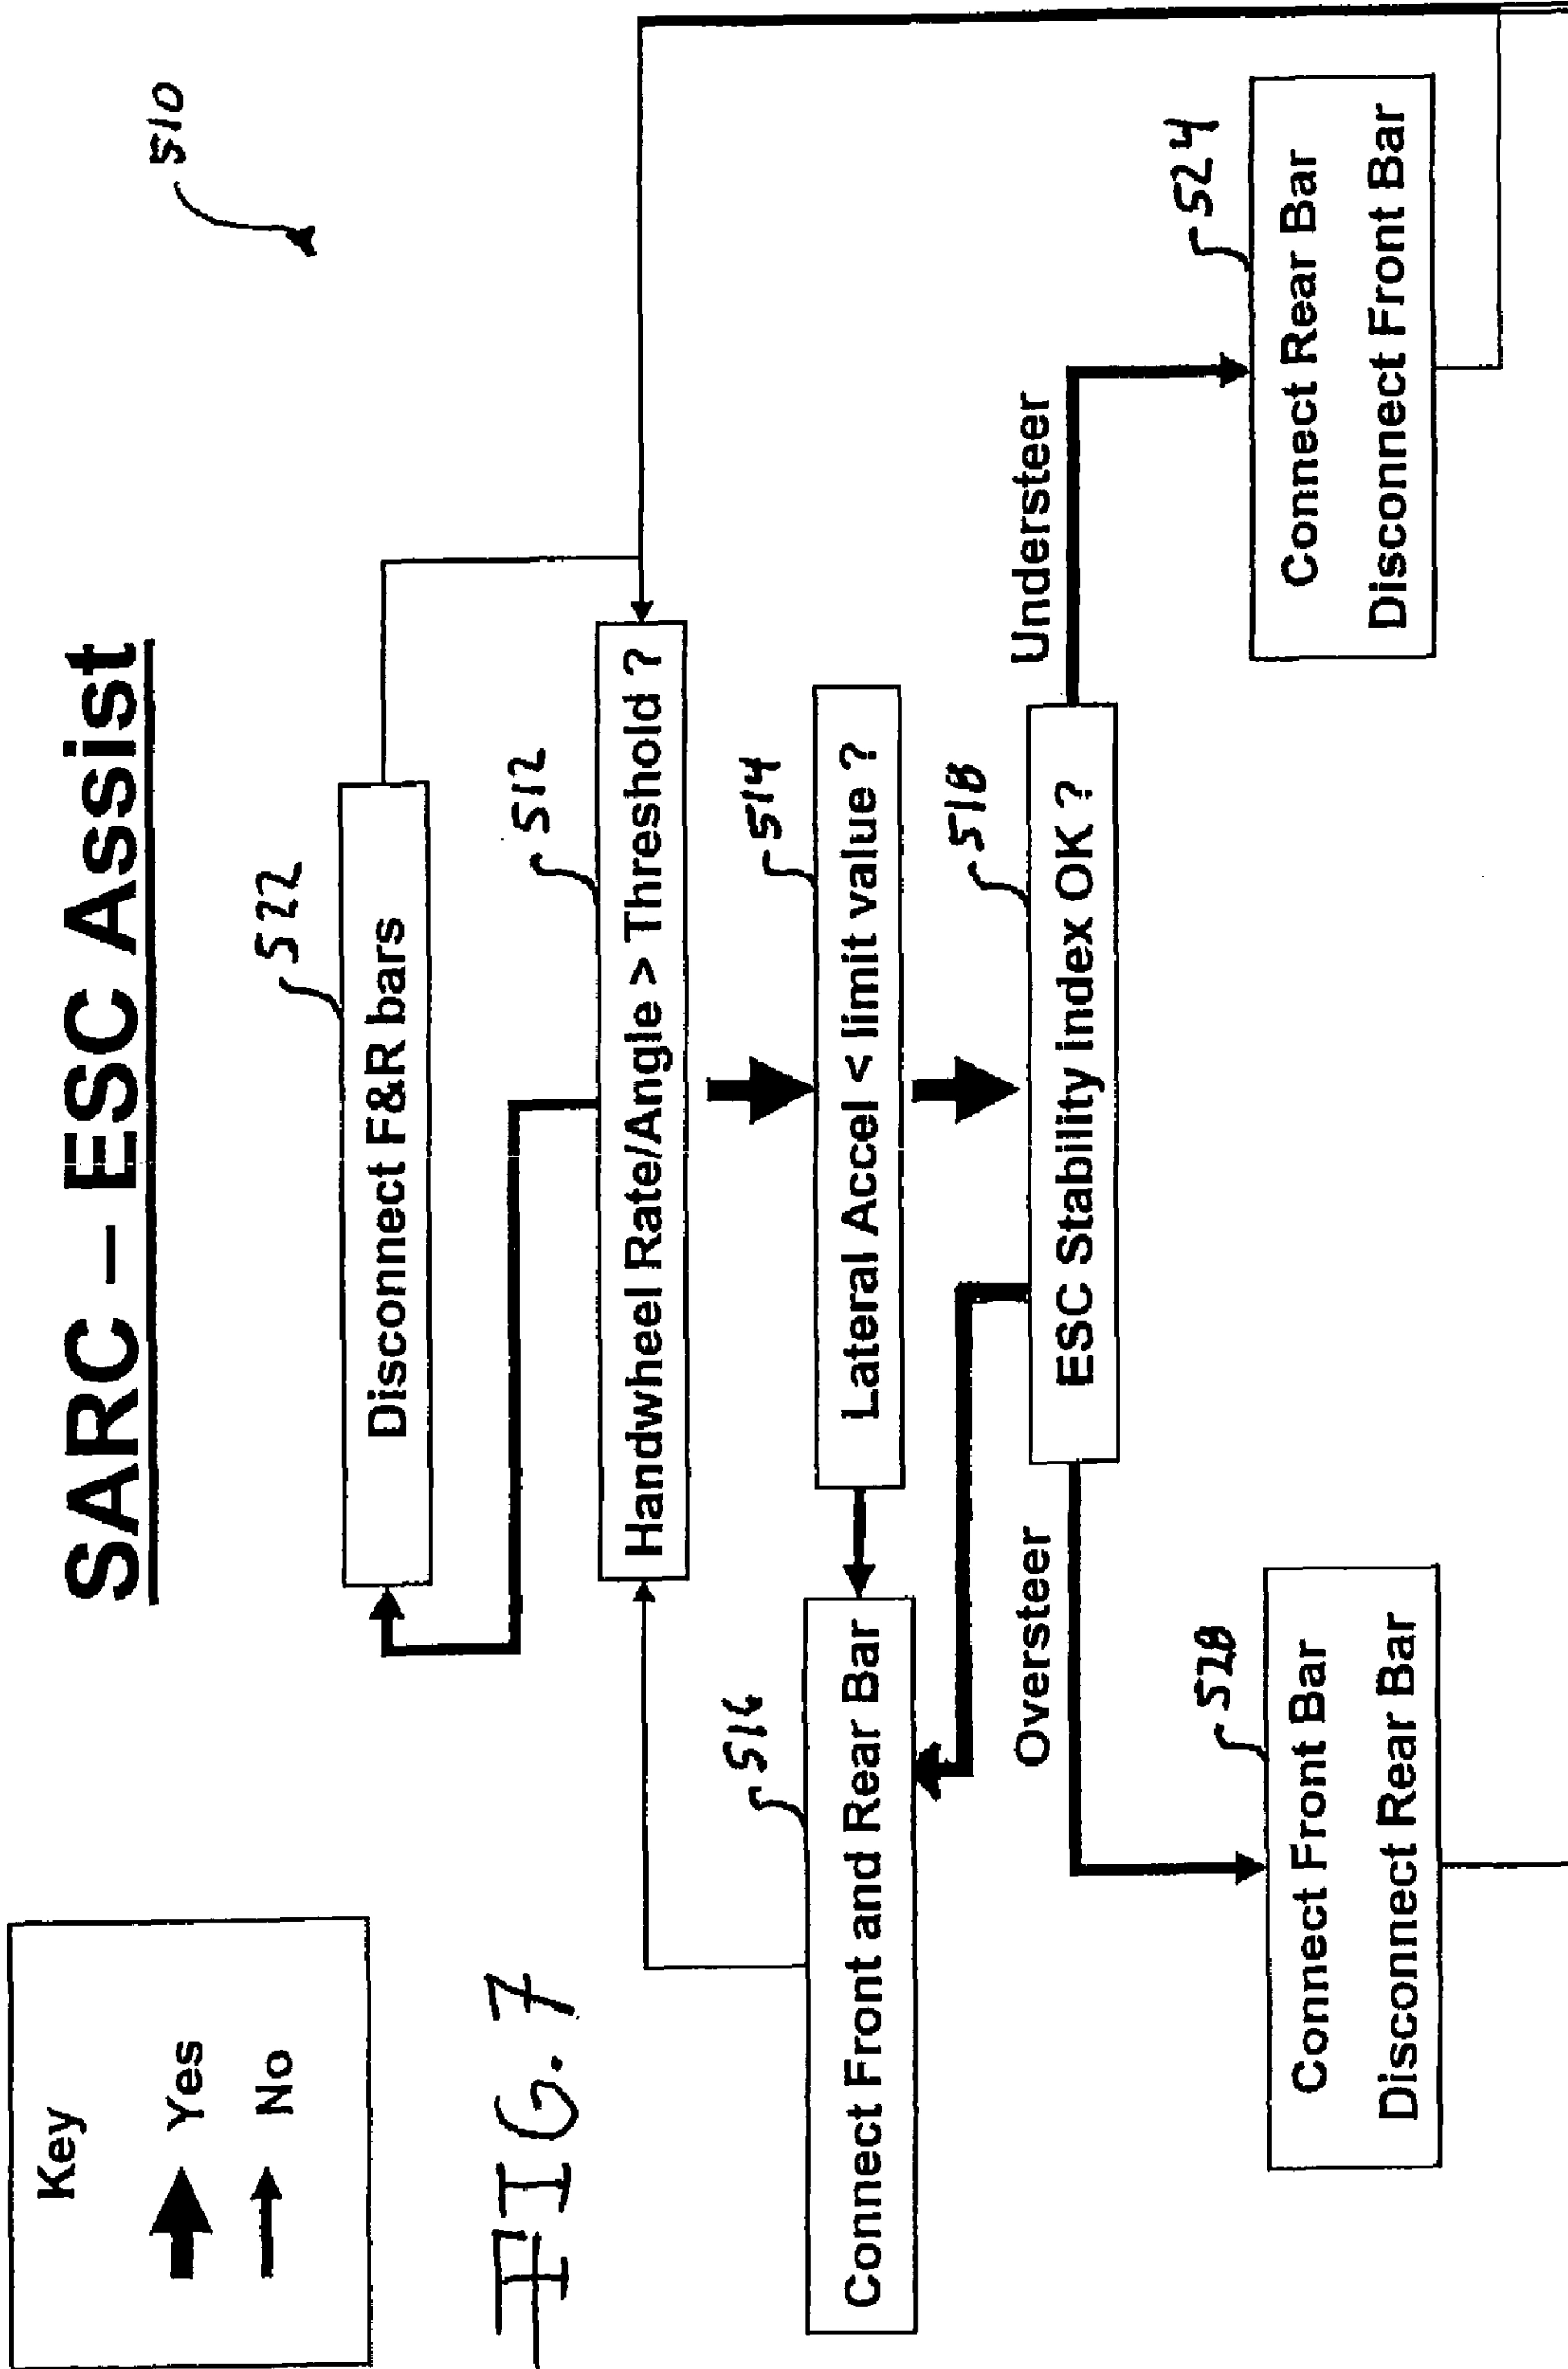 SARC – ESC Assist
510
Key
Yes
No
FIG. 7
522
Disconnect F&R bars
512
Handwheel Rate/Angle > Threshold ?
514
Lateral Accel < limit value ?
516
Connect Front and Rear Bar
518
ESC Stability index OK ?
Oversteer
Understeer
528
Connect Front Bar
Disconnect Rear Bar
524
Connect Rear Bar
Disconnect Front Bar